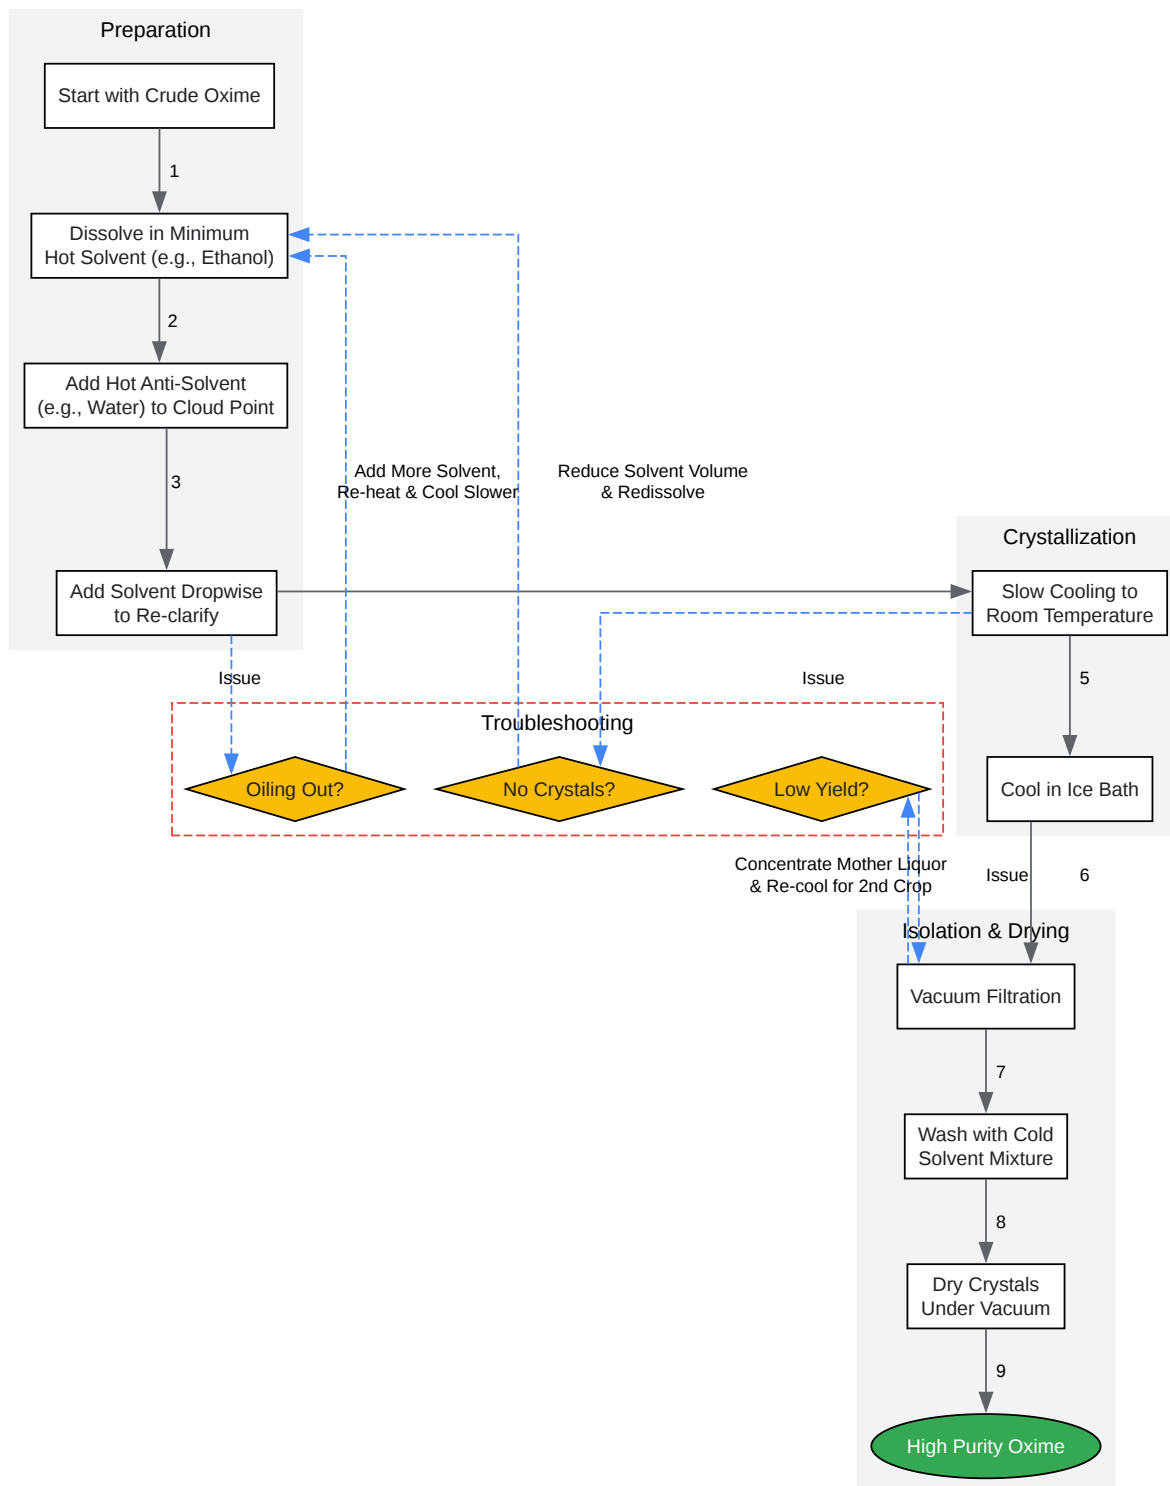 Preparation
Start with Crude Oxime
1
Dissolve in Minimum
Hot Solvent (e.g., Ethanol)
2
Add Hot Anti-Solvent
(e.g., Water) to Cloud Point
3
Add More Solvent,
Re-heat & Cool Slower
Reduce Solvent Volume
& Redissolve
Add Solvent Dropwise
to Re-clarify
Crystallization
Slow Cooling to
Room Temperature
Issue
Issue
5
Troubleshooting
Oiling Out?
No Crystals?
Low Yield?
Cool in Ice Bath
Concentrate Mother Liquor
& Re-cool for 2nd Crop
Issue
6
Isolation & Drying
Vacuum Filtration
7
Wash with Cold
Solvent Mixture
8
Dry Crystals
Under Vacuum
9
High Purity Oxime